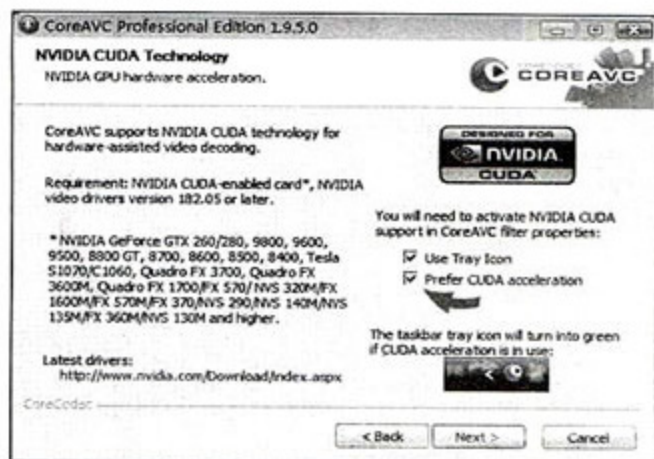 CoreAVC Professional Edition 1.9.5.0
NVIDIA CUDA Technology
NVIDIA GPU hardware acceleration.
COREAVC
CoreAVC supports NVIDIA CUDA technology for
hardware-assisted video decoding.
Requirement: NVIDIA CUDA-enabled card*, NVIDIA
video drivers version 182.05 or later.
* NVIDIA GeForce GTX 260/280, 9800, 9600,
9500, 8800 GT, 8700, 8600, 8500, 8400, Tesla
S1070/C1060, Quadro FX 3700, Quadro FX
3600M, Quadro FX 1700/FX 570/ NVS 320M/FX
1600M/FX 570M/FX 370/NVS 290/NVS 140M/NVS
135M/FX 360M/NVS 130M and higher.
Latest drivers:
http://www.nvidia.com/Download/index.aspx
DESIGNED FOR
NVIDIA.
CUDA
You will need to activate NVIDIA CUDA
support in CoreAVC filter properties:
Use Tray Icon
Prefer CUDA acceleration
The taskbar tray icon will turn into green
if CUDA acceleration is in use:
CoreCodec
< Back
Next >
Cancel